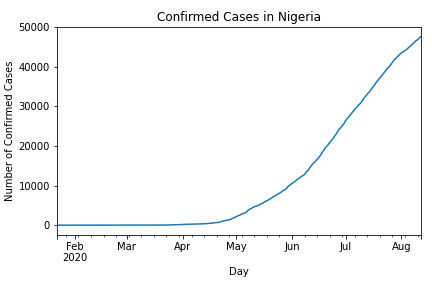 Confirmed Cases in Nigeria
50000
40000
30000
20000
10000
0
Number of Confirmed Cases
Feb Mar Apr May Jun Jul Aug
2020
Day